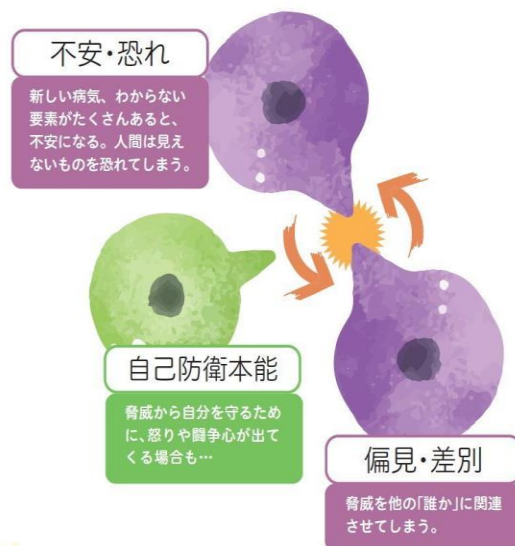 不安・恐れ
新しい病気、わからない
要素がたくさんあると、
不安になる。人間は見え
ないものを恐れてしまう。
自己防衛本能
脅威から自分を守るため
に、怒りや闘争心が出て
くる場合も…
偏見・差別
脅威を他の「誰か」に関連
させてしまう。